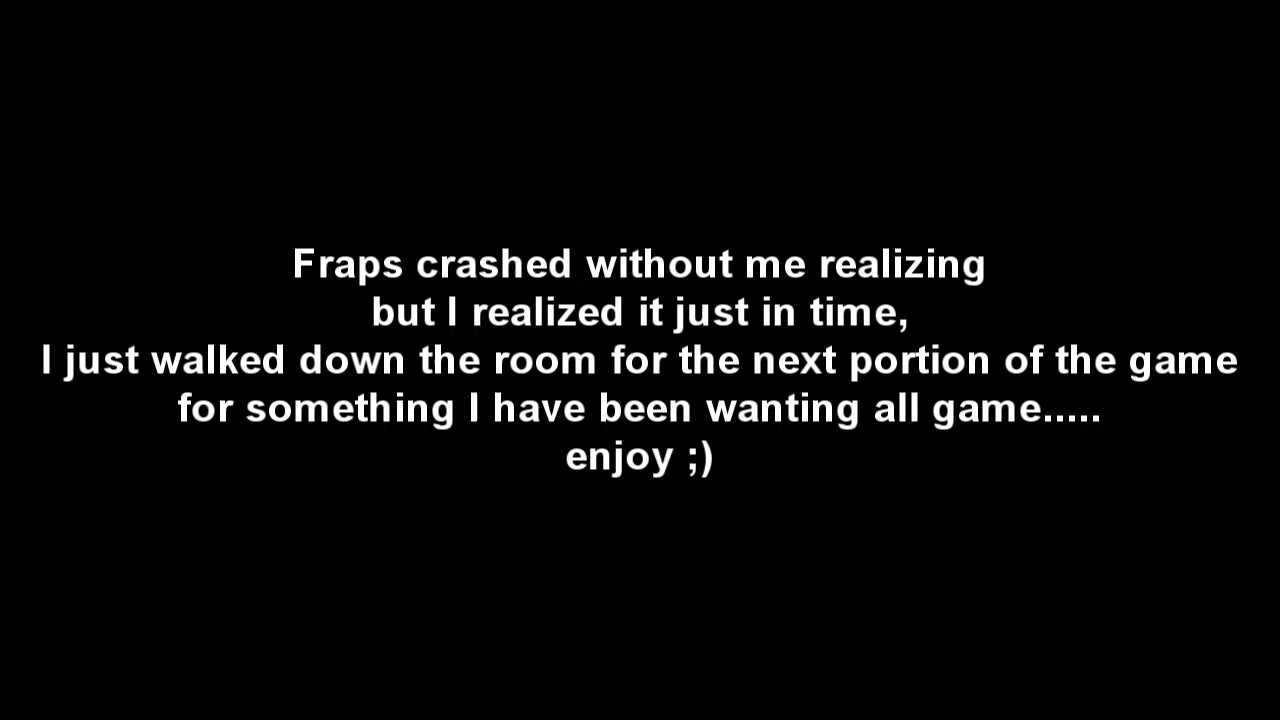 Fraps crashed without me realizing
but I realized it just in time,
I just walked down the room for the next portion of the game
for something I have been wanting all game.....
enjoy ;)